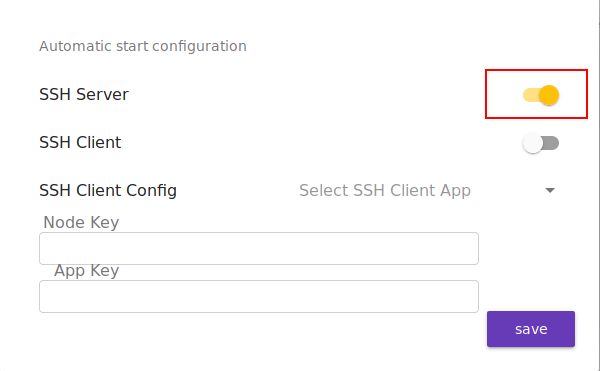 Automatic start configuration
SSH Server
SSH Client
SSH Client Config Select SSH Client App
Node Key
App Key
save